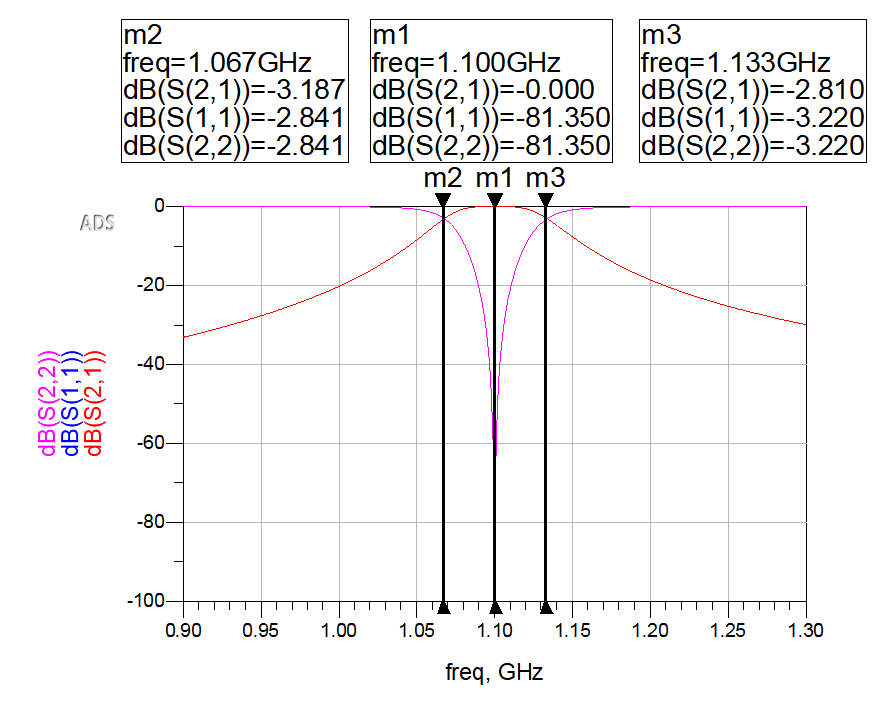 m2
freq=1.067GHz
dB(S(2,1))=-3.187
dB(S(1,1))=-2.841
dB(S(2,2))=-2.841
m1
freq=1.100GHz
dB(S(2,1))=-0.000
dB(S(1,1))=-81.350
dB(S(2,2))=-81.350
m3
freq=1.133GHz
dB(S(2,1))=-2.810
dB(S(1,1))=-3.220
dB(S(2,2))=-3.220
m2 m1 m3
ADS
0
-20
-40
-60
-80
-100
dB(S(2,2))
dB(S(1,1))
dB(S(2,1))
0.90 0.95 1.00 1.05 1.10 1.15 1.20 1.25 1.30
freq, GHz